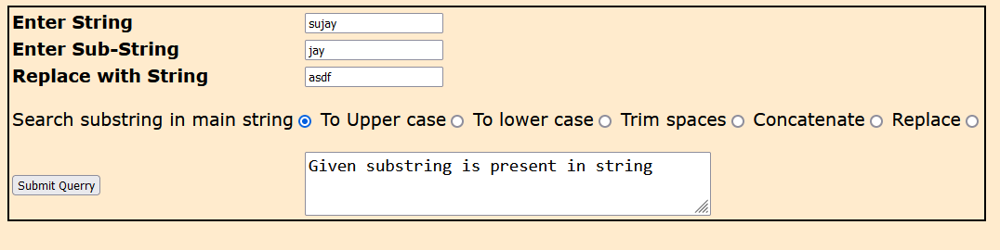 Enter String sujay
Enter Sub-String jay
Replace with String asdf
Search substring in main string To Upper case To lower case Trim spaces Concatenate Replace
Given substring is present in string
Submit Querry